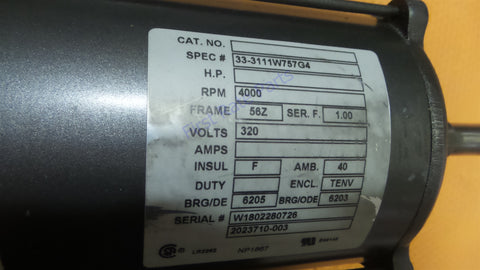 CAT. NO.
SPEC # 33-3111W757G4
H.P.
RPM 4000
FRAME 56Z SER. F. 1.00
VOLTS 320
AMPS
INSUL F AMB. 40
DUTY ENCL. TENV
BRG/DE 6205 BRG/ODE 6203
SERIAL # W1802280726
2023710-003
NP1867